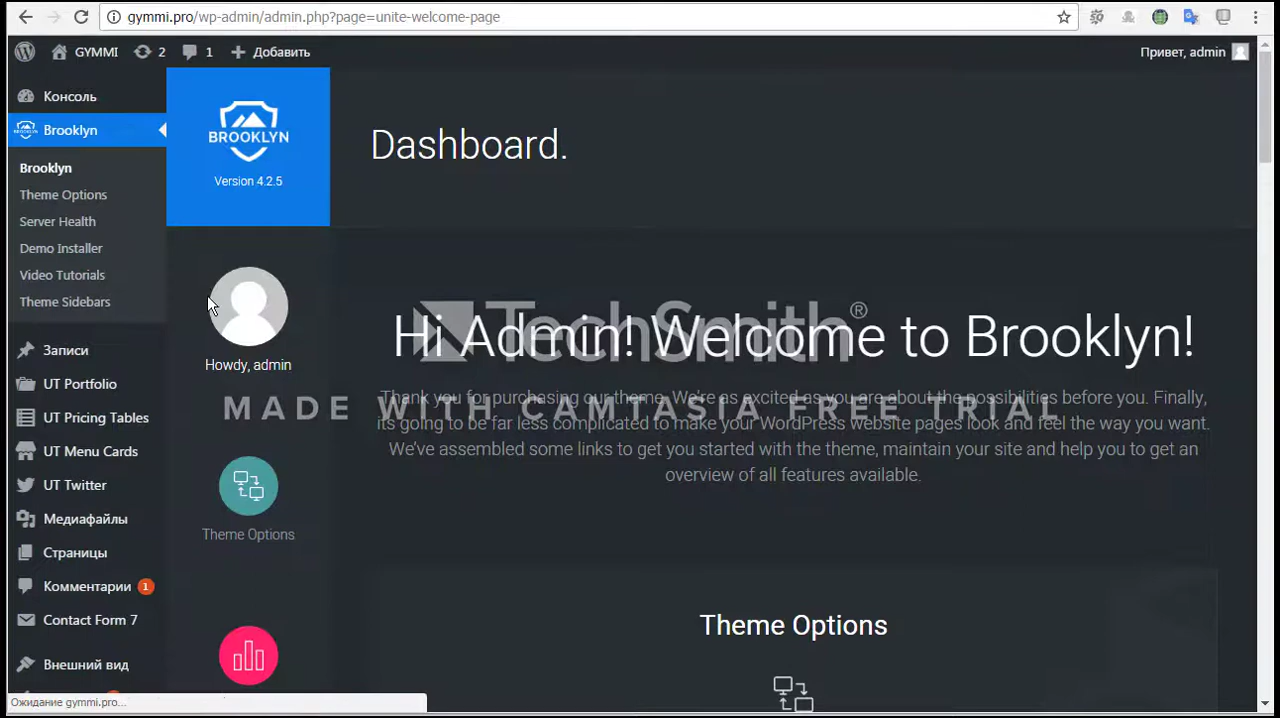 gymmi.pro/wp-admin/admin.php?page=unite-welcome-page
GYMMI 2 1 Добавить Привет, admin
Консоль
Brooklyn
Brooklyn
Theme Options
Server Health
Demo Installer
Video Tutorials
Theme Sidebars
Записи
UT Portfolio
UT Pricing Tables
UT Menu Cards
UT Twitter
Медиафайлы
Страницы
Комментарии 1
Contact Form 7
Внешний вид
BROOKLYN
Version 4.2.5
Howdy, admin
Theme Options
Dashboard.
Hi Admin! Welcome to Brooklyn!
TechSmith®
Thank you for purchasing our theme. We're as excited as you are about the possibilities before you. Finally,
MADE WITH CAMTASIA FREE TRIAL
its going to be far less complicated to make your WordPress website pages look and feel the way you want.
We've assembled some links to get you started with the theme, maintain your site and help you to get an
overview of all features available.
Theme Options
Ожидание gymmi.pro...